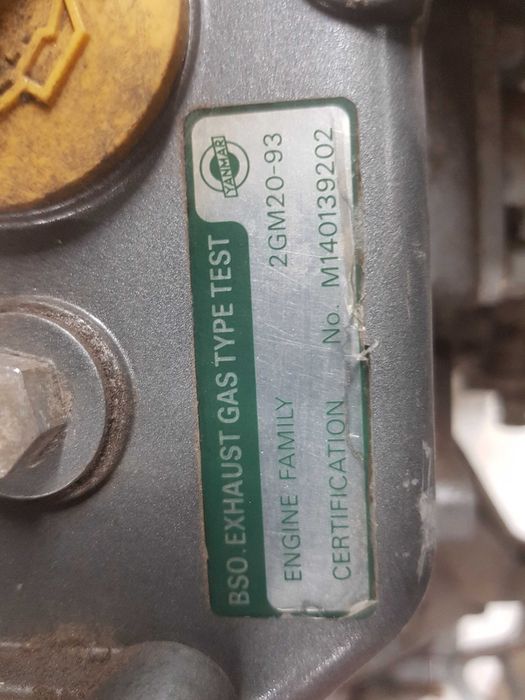 BSO. EXHAUST GAS TYPE TEST
YANMAR
ENGINE FAMILY 2GM20-93
CERTIFICATION No. M140139202